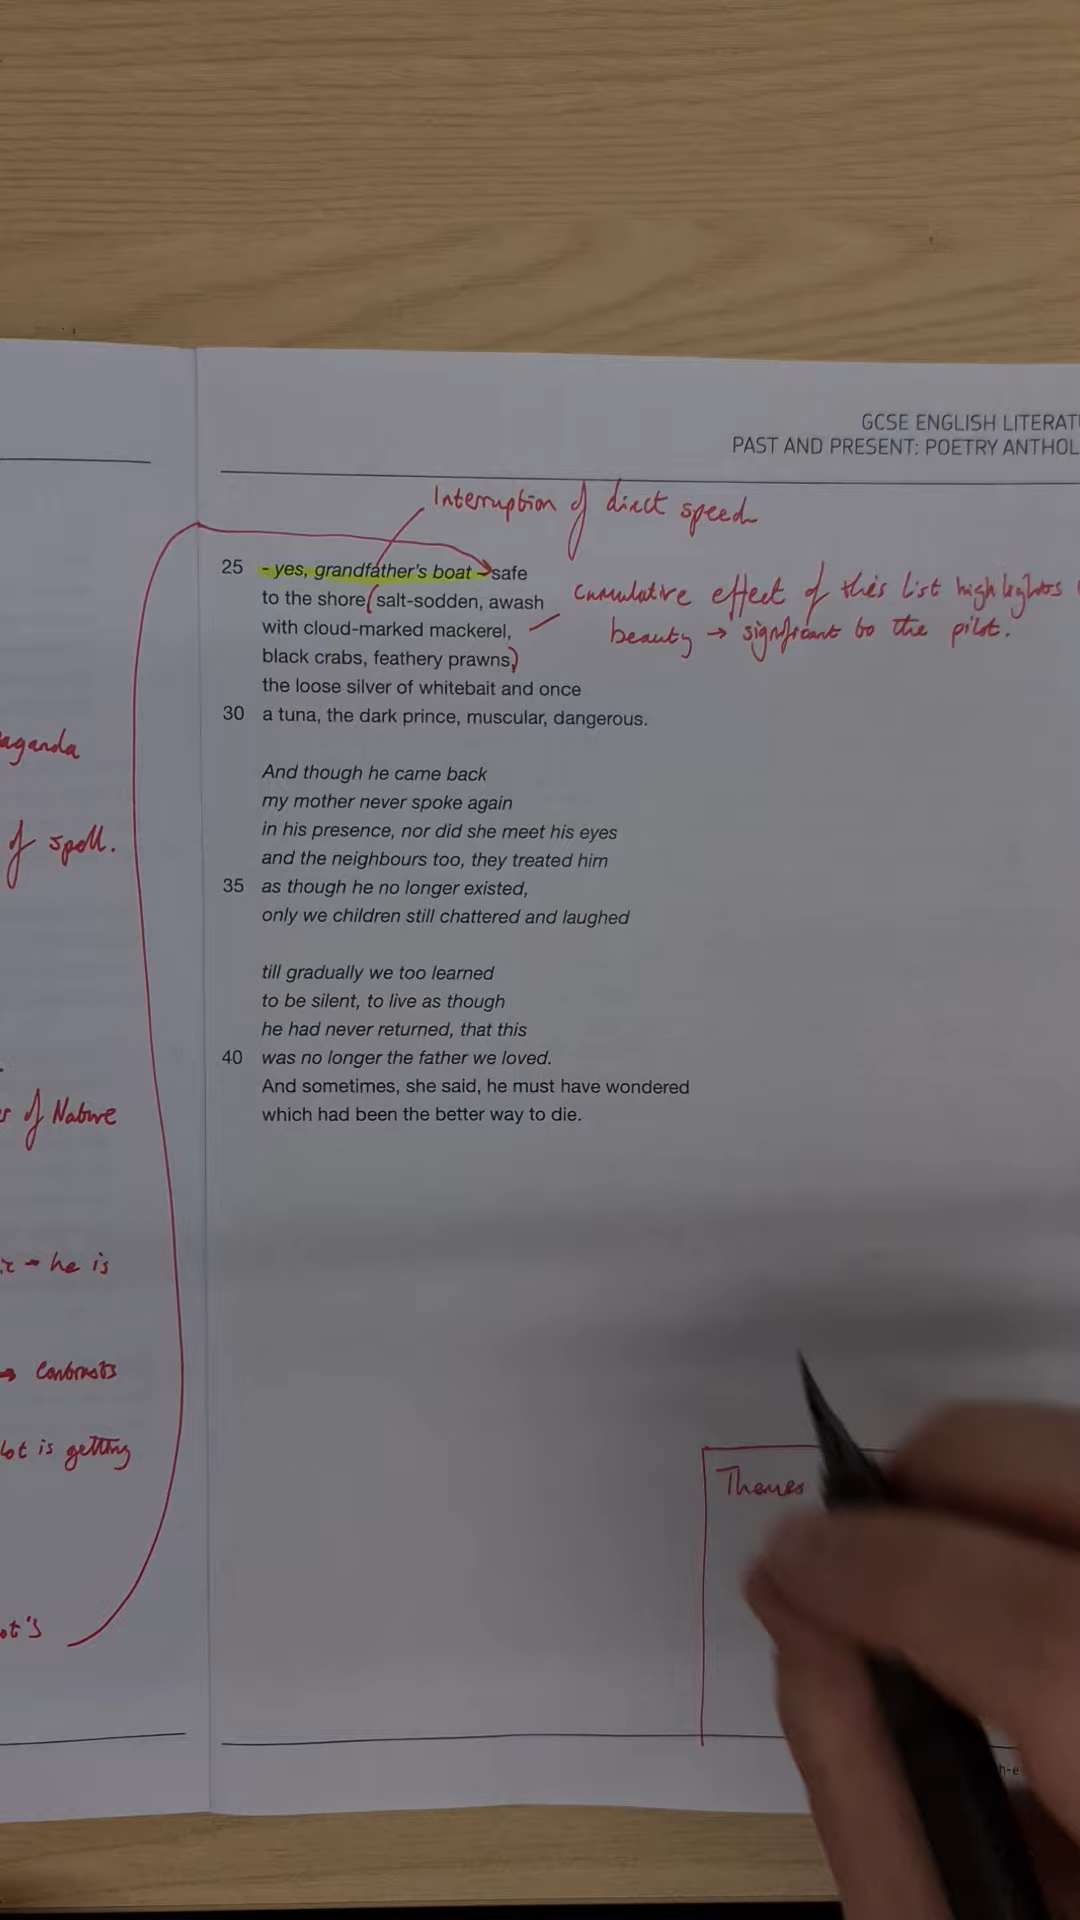 GCSE ENGLISH LITERAT
PAST AND PRESENT: POETRY ANTHOL
Interruption of direct speech
25 - yes, grandfather's boat - safe
to the shore, salt-sodden, awash
with cloud-marked mackerel,
black crabs, feathery prawns,
the loose silver of whitebait and once
30 a tuna, the dark prince, muscular, dangerous.
cumulative effect of this list highlights
beauty → significant to the pilot.
And though he came back
my mother never spoke again
in his presence, nor did she meet his eyes
and the neighbours too, they treated him
35 as though he no longer existed,
only we children still chattered and laughed
till gradually we too learned
to be silent, to live as though
he had never returned, that this
40 was no longer the father we loved.
And sometimes, she said, he must have wondered
which had been the better way to die.
aganda
of spell.
of Nature
→ he is
→ Contrasts
lot is getting
ot's
Themes
h-e